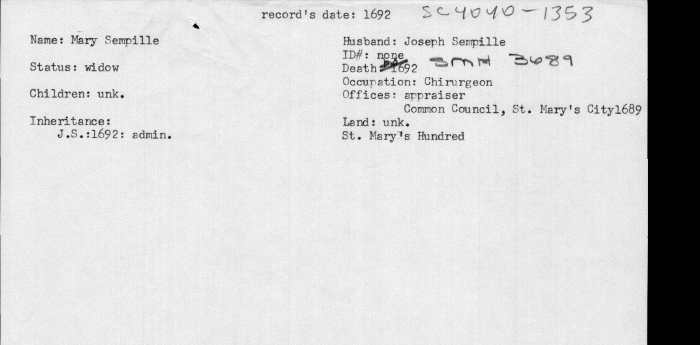 record's date: 1692 SC4040-1353
Name: Mary Sempille
Husband: Joseph Sempille
ID#: none
Status: widow
Death: 1692 SMH 3689
Occupation: Chirurgeon
Children: unk.
Offices: appraiser
Common Council, St. Mary's City1689
Inheritance:
Land: unk.
J.S.:1692: admin.
St. Mary's Hundred